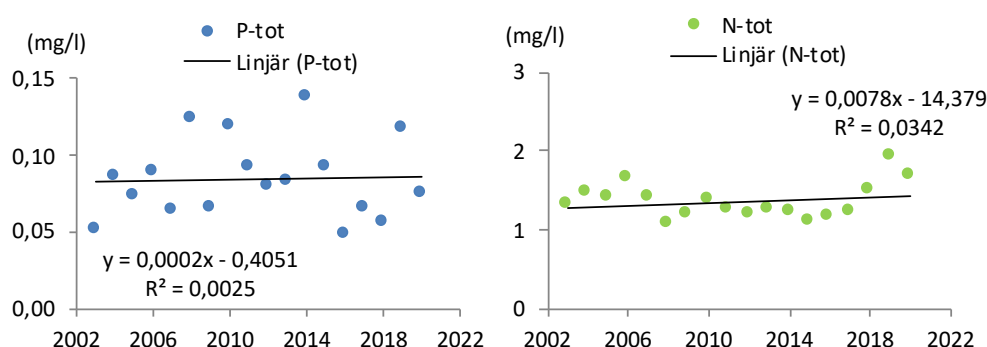 (mg/l)
P-tot
Linjär (P-tot)
0,15
0,10
0,05
0,00
y = 0,0002x - 0,4051
R² = 0,0025
2002 2006 2010 2014 2018 2022
(mg/l)
N-tot
Linjär (N-tot)
3
2
1
0
y = 0,0078x - 14,379
R² = 0,0342
2002 2006 2010 2014 2018 2022